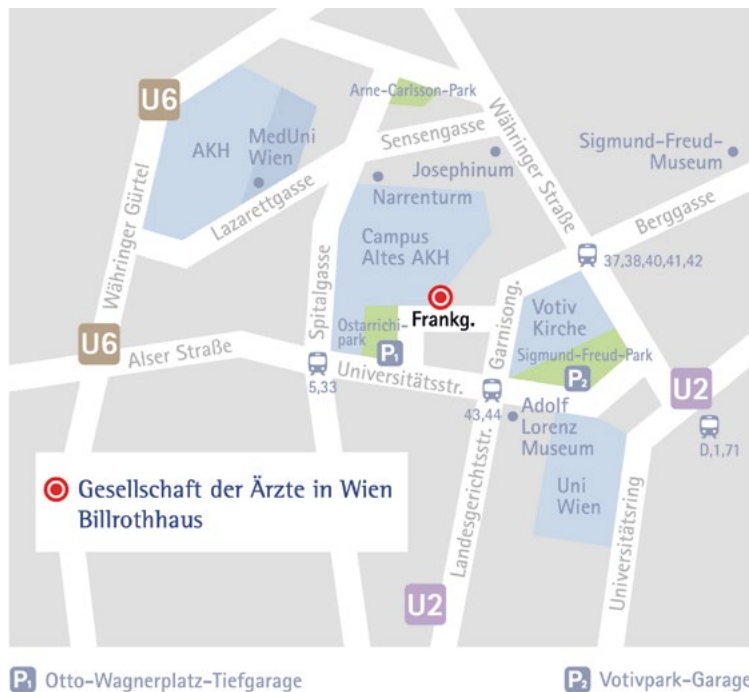 U6
Arne-Carlsson-Park
AKH
MedUni
Wien
Sensengasse
Währinger Straße
Sigmund-Freud-
Museum
Josephinum
Narrenturm
Lazarettgasse
Berggasse
Währinger Gürtel
Campus
Altes AKH
37,38,40,41,42
Spitalgasse
Garnisong.
Votiv
Kirche
Ostarrichi-
park
Frankg.
U6
Alser Straße
P1
Sigmund-Freud-Park
P2
5,33
Universitätsstr.
43,44
U2
Adolf
Lorenz
Museum
D,1,71
Landesgerichtsstr.
Gesellschaft der Ärzte in Wien
Billrothhaus
Uni
Wien
Universitätsring
U2
P1 Otto-Wagnerplatz-Tiefgarage
P2 Votivpark-Garage